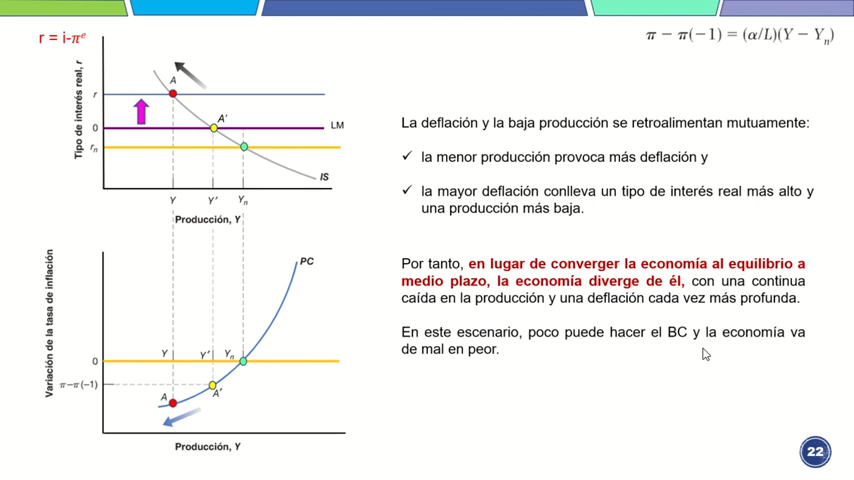 r = i-πᵉ
π − π(−1) = (α/L)(Y − Yₙ)
Tipo de interés real, r
A
r
A'
0
LM
rₙ
IS
Y Y' Yₙ
Producción, Y
Variación de la tasa de inflación
PC
Y Y' Yₙ
0
π−π(−1)
A
A'
Producción, Y
La deflación y la baja producción se retroalimentan mutuamente:
✓ la menor producción provoca más deflación y
✓ la mayor deflación conlleva un tipo de interés real más alto y
una producción más baja.
Por tanto, en lugar de converger la economía al equilibrio a
medio plazo, la economía diverge de él, con una continua
caída en la producción y una deflación cada vez más profunda.
En este escenario, poco puede hacer el BC y la economía va
de mal en peor.
22